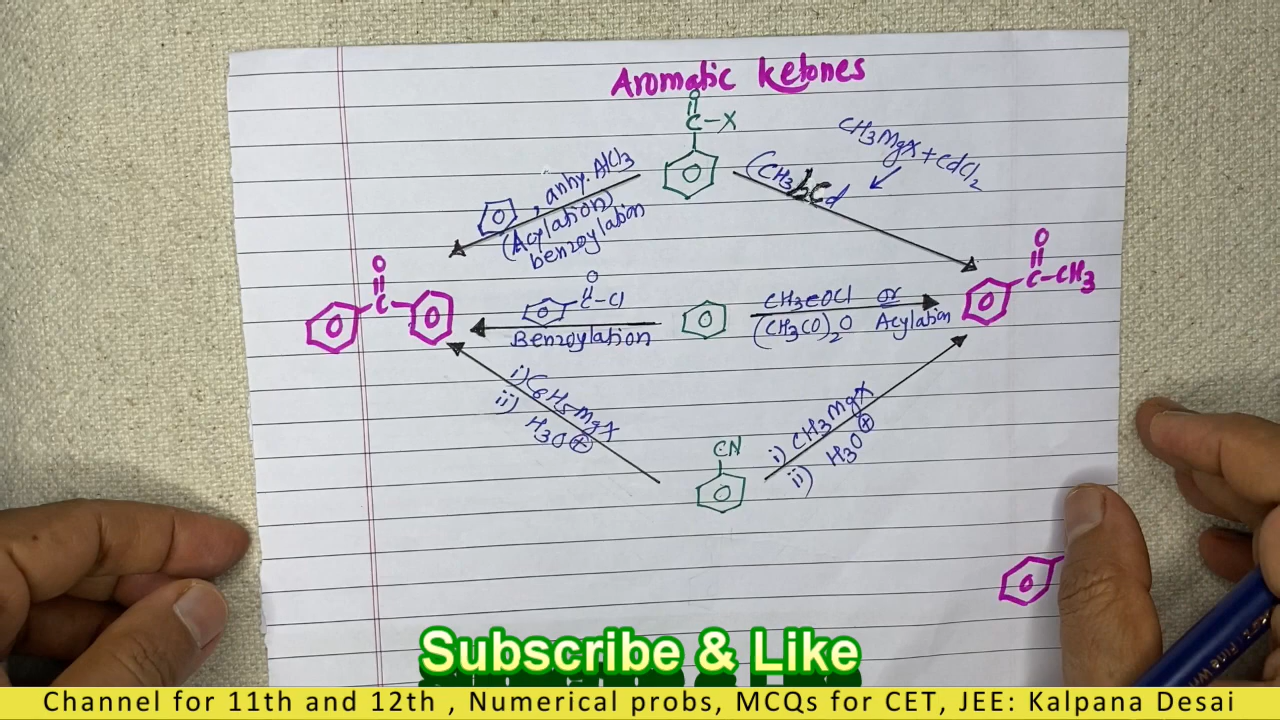 Aromatic ketones
O
C-X
CH3MgX + CdCl2
, anhy. AlCl3
(CH3)2Cd
(Acylation)
benzoylation
O
C
O
C-CH3
O
C-Cl
Benzoylation
CH3COCl or
(CH3CO)2O Acylation
i) C6H5MgX
ii) H3O⊕
CN
i) CH3MgX
ii) H3O⊕
Subscribe & Like
Channel for 11th and 12th , Numerical probs, MCQs for CET, JEE: Kalpana Desai